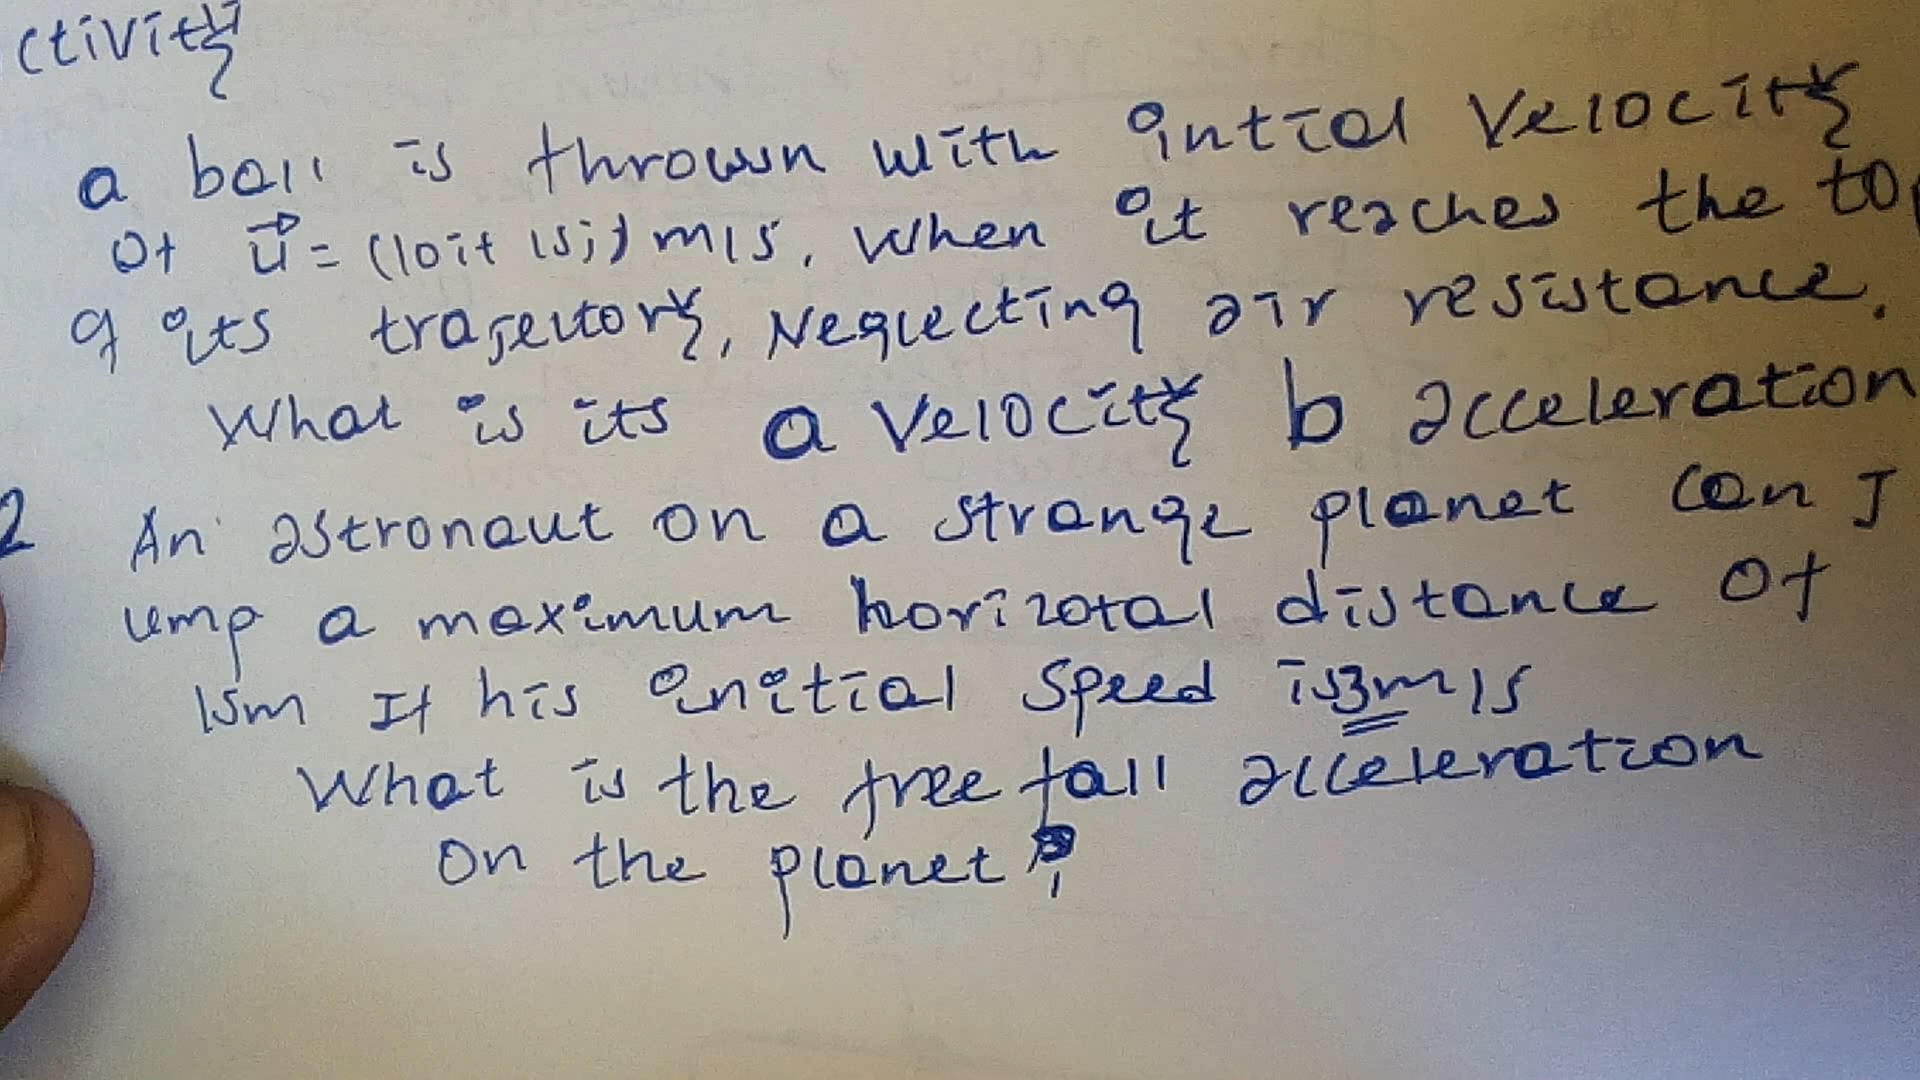 ctivity
a ball is thrown with intial velocity
of u⃗ = (10i+ 15j) m/s, when it reaches the top
of its trajectory, Neglecting air resistance.
What is its a velocity b acceleration
2 An astronaut on a strange planet can J
ump a maximum horizotal distance of
15m If his initial speed is 3m/s
What is the free fall acceleration
on the planet?